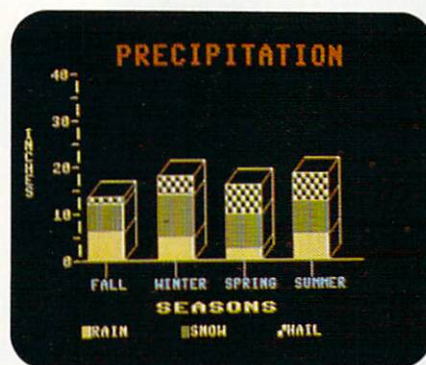 PRECIPITATION
40
30
20
10
0
INCHES
FALL WINTER SPRING SUMMER
SEASONS
RAIN SNOW HAIL